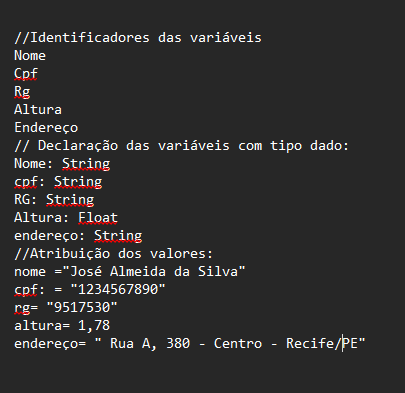 //Identificadores das variáveis
Nome
Cpf
Rg
Altura
Endereço
// Declaração das variáveis com tipo dado:
Nome: String
cpf: String
RG: String
Altura: Float
endereço: String
//Atribuição dos valores:
nome ="José Almeida da Silva"
cpf: = "1234567890"
rg= "9517530"
altura= 1,78
endereço= " Rua A, 380 - Centro - Recife/PE"